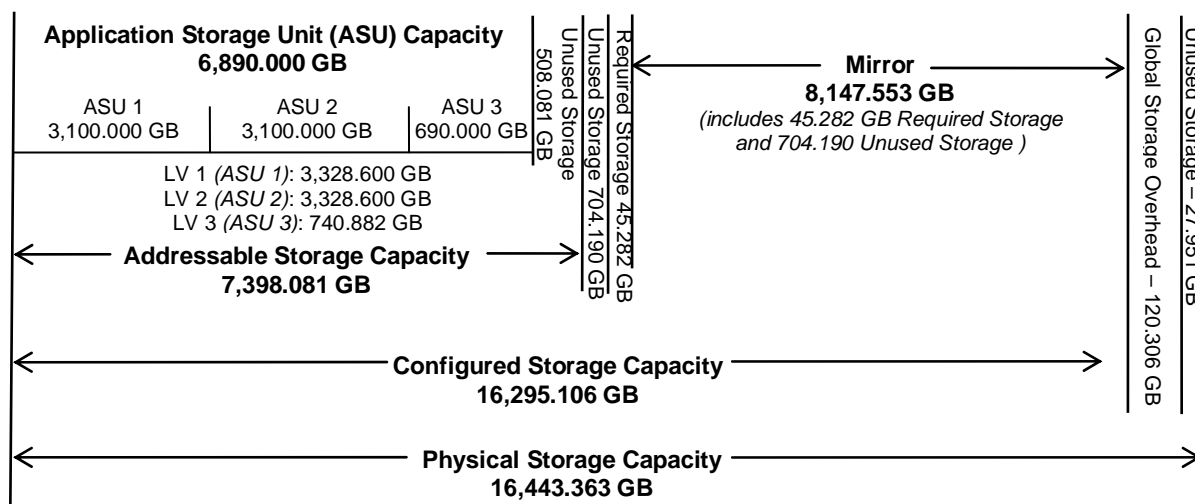 Application Storage Unit (ASU) Capacity
6,890.000 GB
ASU 1
3,100.000 GB
ASU 2
3,100.000 GB
ASU 3
690.000 GB
LV 1 (ASU 1): 3,328.600 GB
LV 2 (ASU 2): 3,328.600 GB
LV 3 (ASU 3): 740.882 GB
Addressable Storage Capacity
7,398.081 GB
Unused Storage
508.081 GB
Unused Storage 704.190 GB
Required Storage 45.282 GB
Mirror
8,147.553 GB
(includes 45.282 GB Required Storage
and 704.190 Unused Storage )
Global Storage Overhead – 120.306 GB
Unused Storage – 27.951 GB
Configured Storage Capacity
16,295.106 GB
Physical Storage Capacity
16,443.363 GB